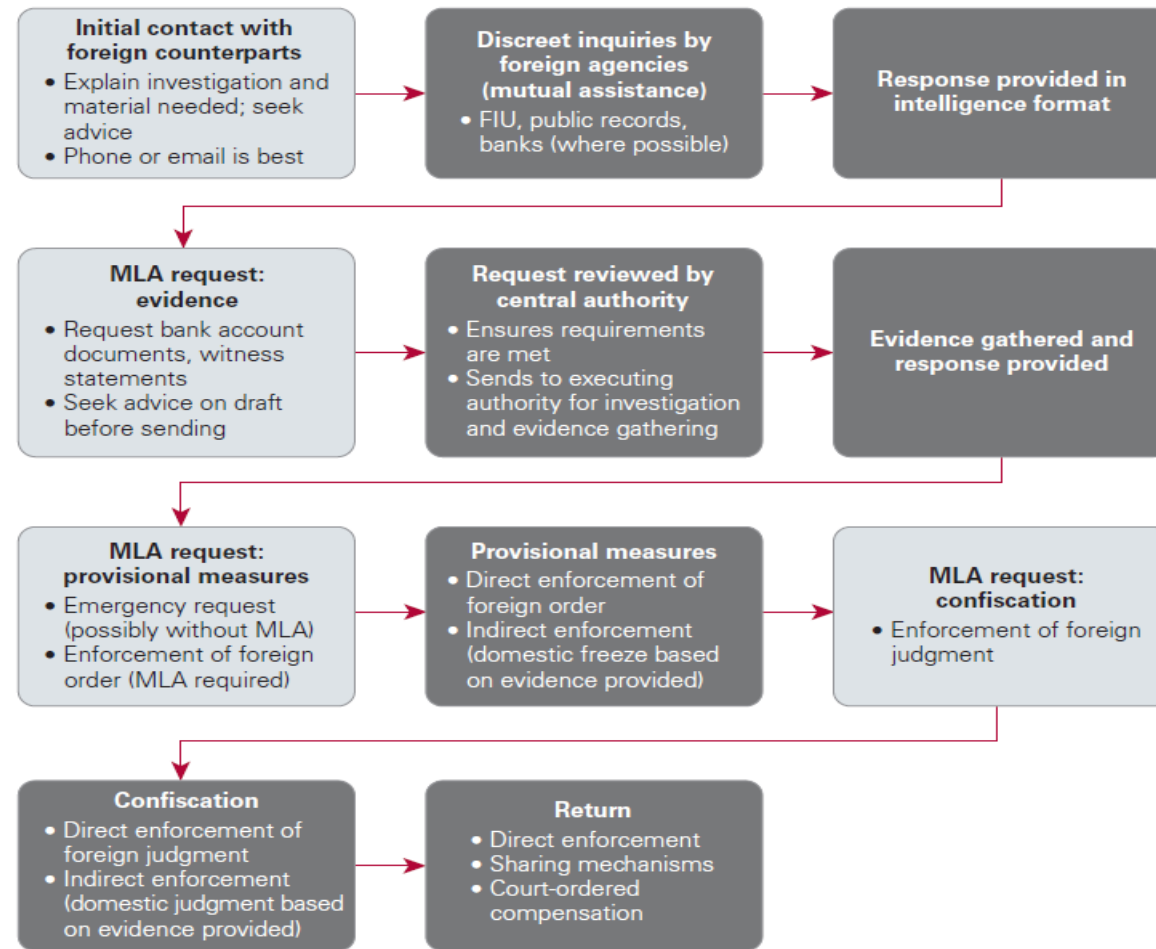 Initial contact with
foreign counterparts
• Explain investigation and
material needed; seek
advice
• Phone or email is best
Discreet inquiries by
foreign agencies
(mutual assistance)
• FIU, public records,
banks (where possible)
Response provided in
intelligence format
MLA request:
evidence
• Request bank account
documents, witness
statements
• Seek advice on draft
before sending
Request reviewed by
central authority
• Ensures requirements
are met
• Sends to executing
authority for investigation
and evidence gathering
Evidence gathered and
response provided
MLA request:
provisional measures
• Emergency request
(possibly without MLA)
• Enforcement of foreign
order (MLA required)
Provisional measures
• Direct enforcement of
foreign order
• Indirect enforcement
(domestic freeze based
on evidence provided)
MLA request:
confiscation
• Enforcement of foreign
judgment
Confiscation
• Direct enforcement of
foreign judgment
• Indirect enforcement
(domestic judgment based
on evidence provided)
Return
• Direct enforcement
• Sharing mechanisms
• Court-ordered
compensation